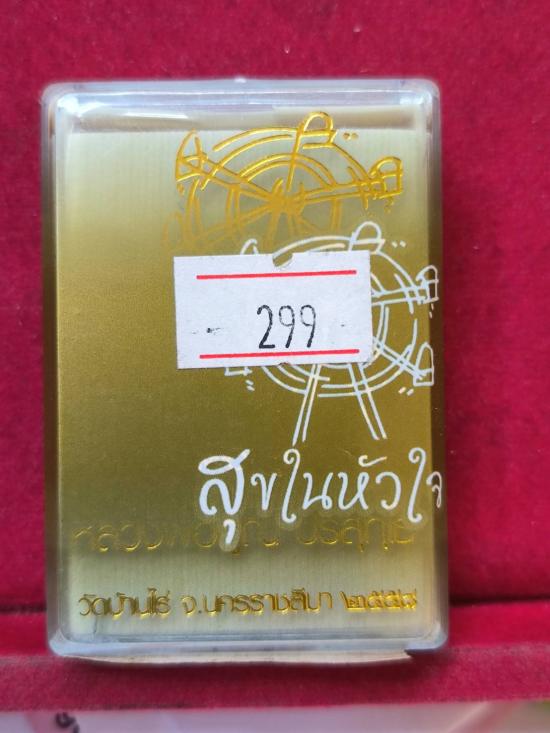 299
สุขในหัวใจ
หลวงพ่อคูณ ปริสุทโธ
วัดบ้านไร่ จ.นครราชสีมา ๒๕๕๗